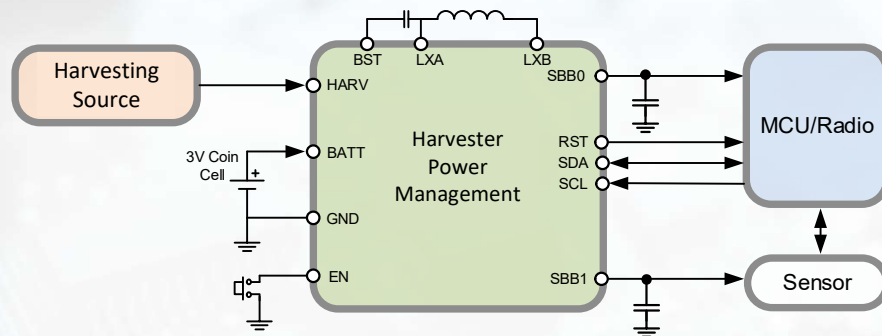 BST
LXA
LXB
Harvesting
Source
HARV
SBB0
MCU/Radio
Harvester
Power
Management
3V Coin
Cell
+
BATT
RST
SDA
SCL
GND
EN
SBB1
Sensor